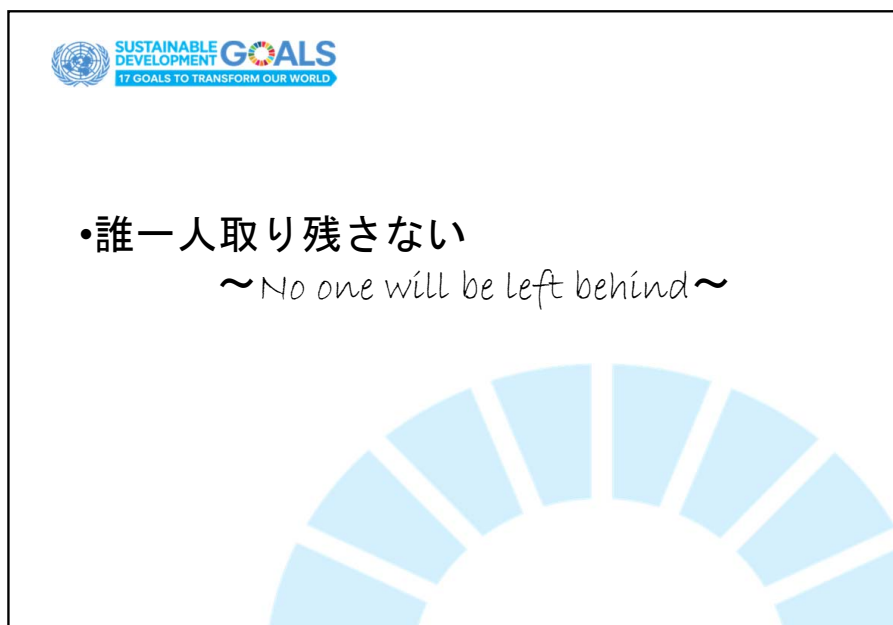 SUSTAINABLE
DEVELOPMENT GOALS
17 GOALS TO TRANSFORM OUR WORLD
•誰一人取り残さない
～No one will be left behind～